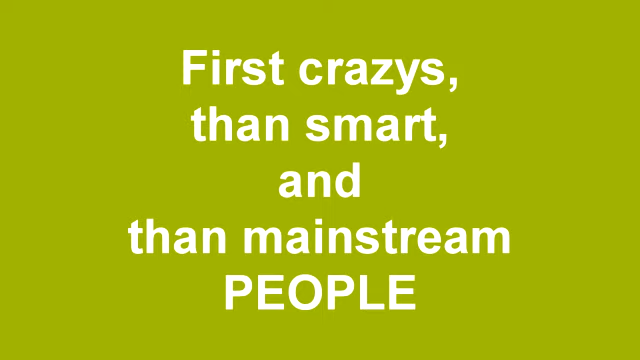 First crazys,
than smart,
and
than mainstream
PEOPLE